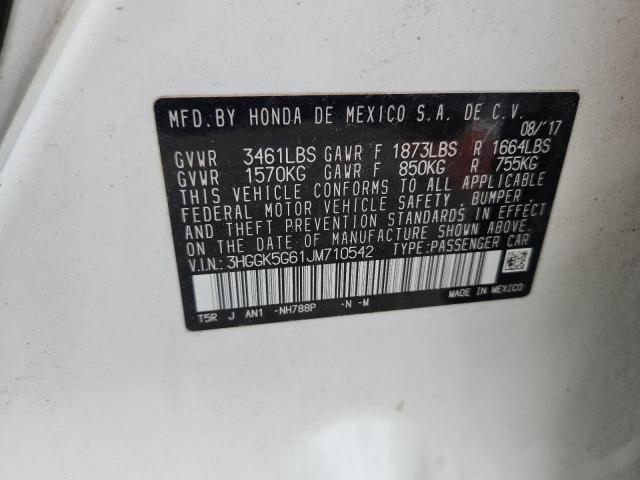 MFD. BY HONDA DE MEXICO S.A. DE C.V.
08/'17
GVWR 3461LBS GAWR F 1873LBS R 1664LBS
GVWR 1570KG GAWR F 850KG R 755KG
THIS VEHICLE CONFORMS TO ALL APPLICABLE
FEDERAL MOTOR VEHICLE SAFETY, BUMPER,
AND THEFT PREVENTION STANDARDS IN EFFECT
ON THE DATE OF MANUFACTURE SHOWN ABOVE.
V.I.N.: 3HGGK5G61JM710542 TYPE:PASSENGER CAR
T5R J AN1 -NH788P -N -M
MADE IN MEXICO